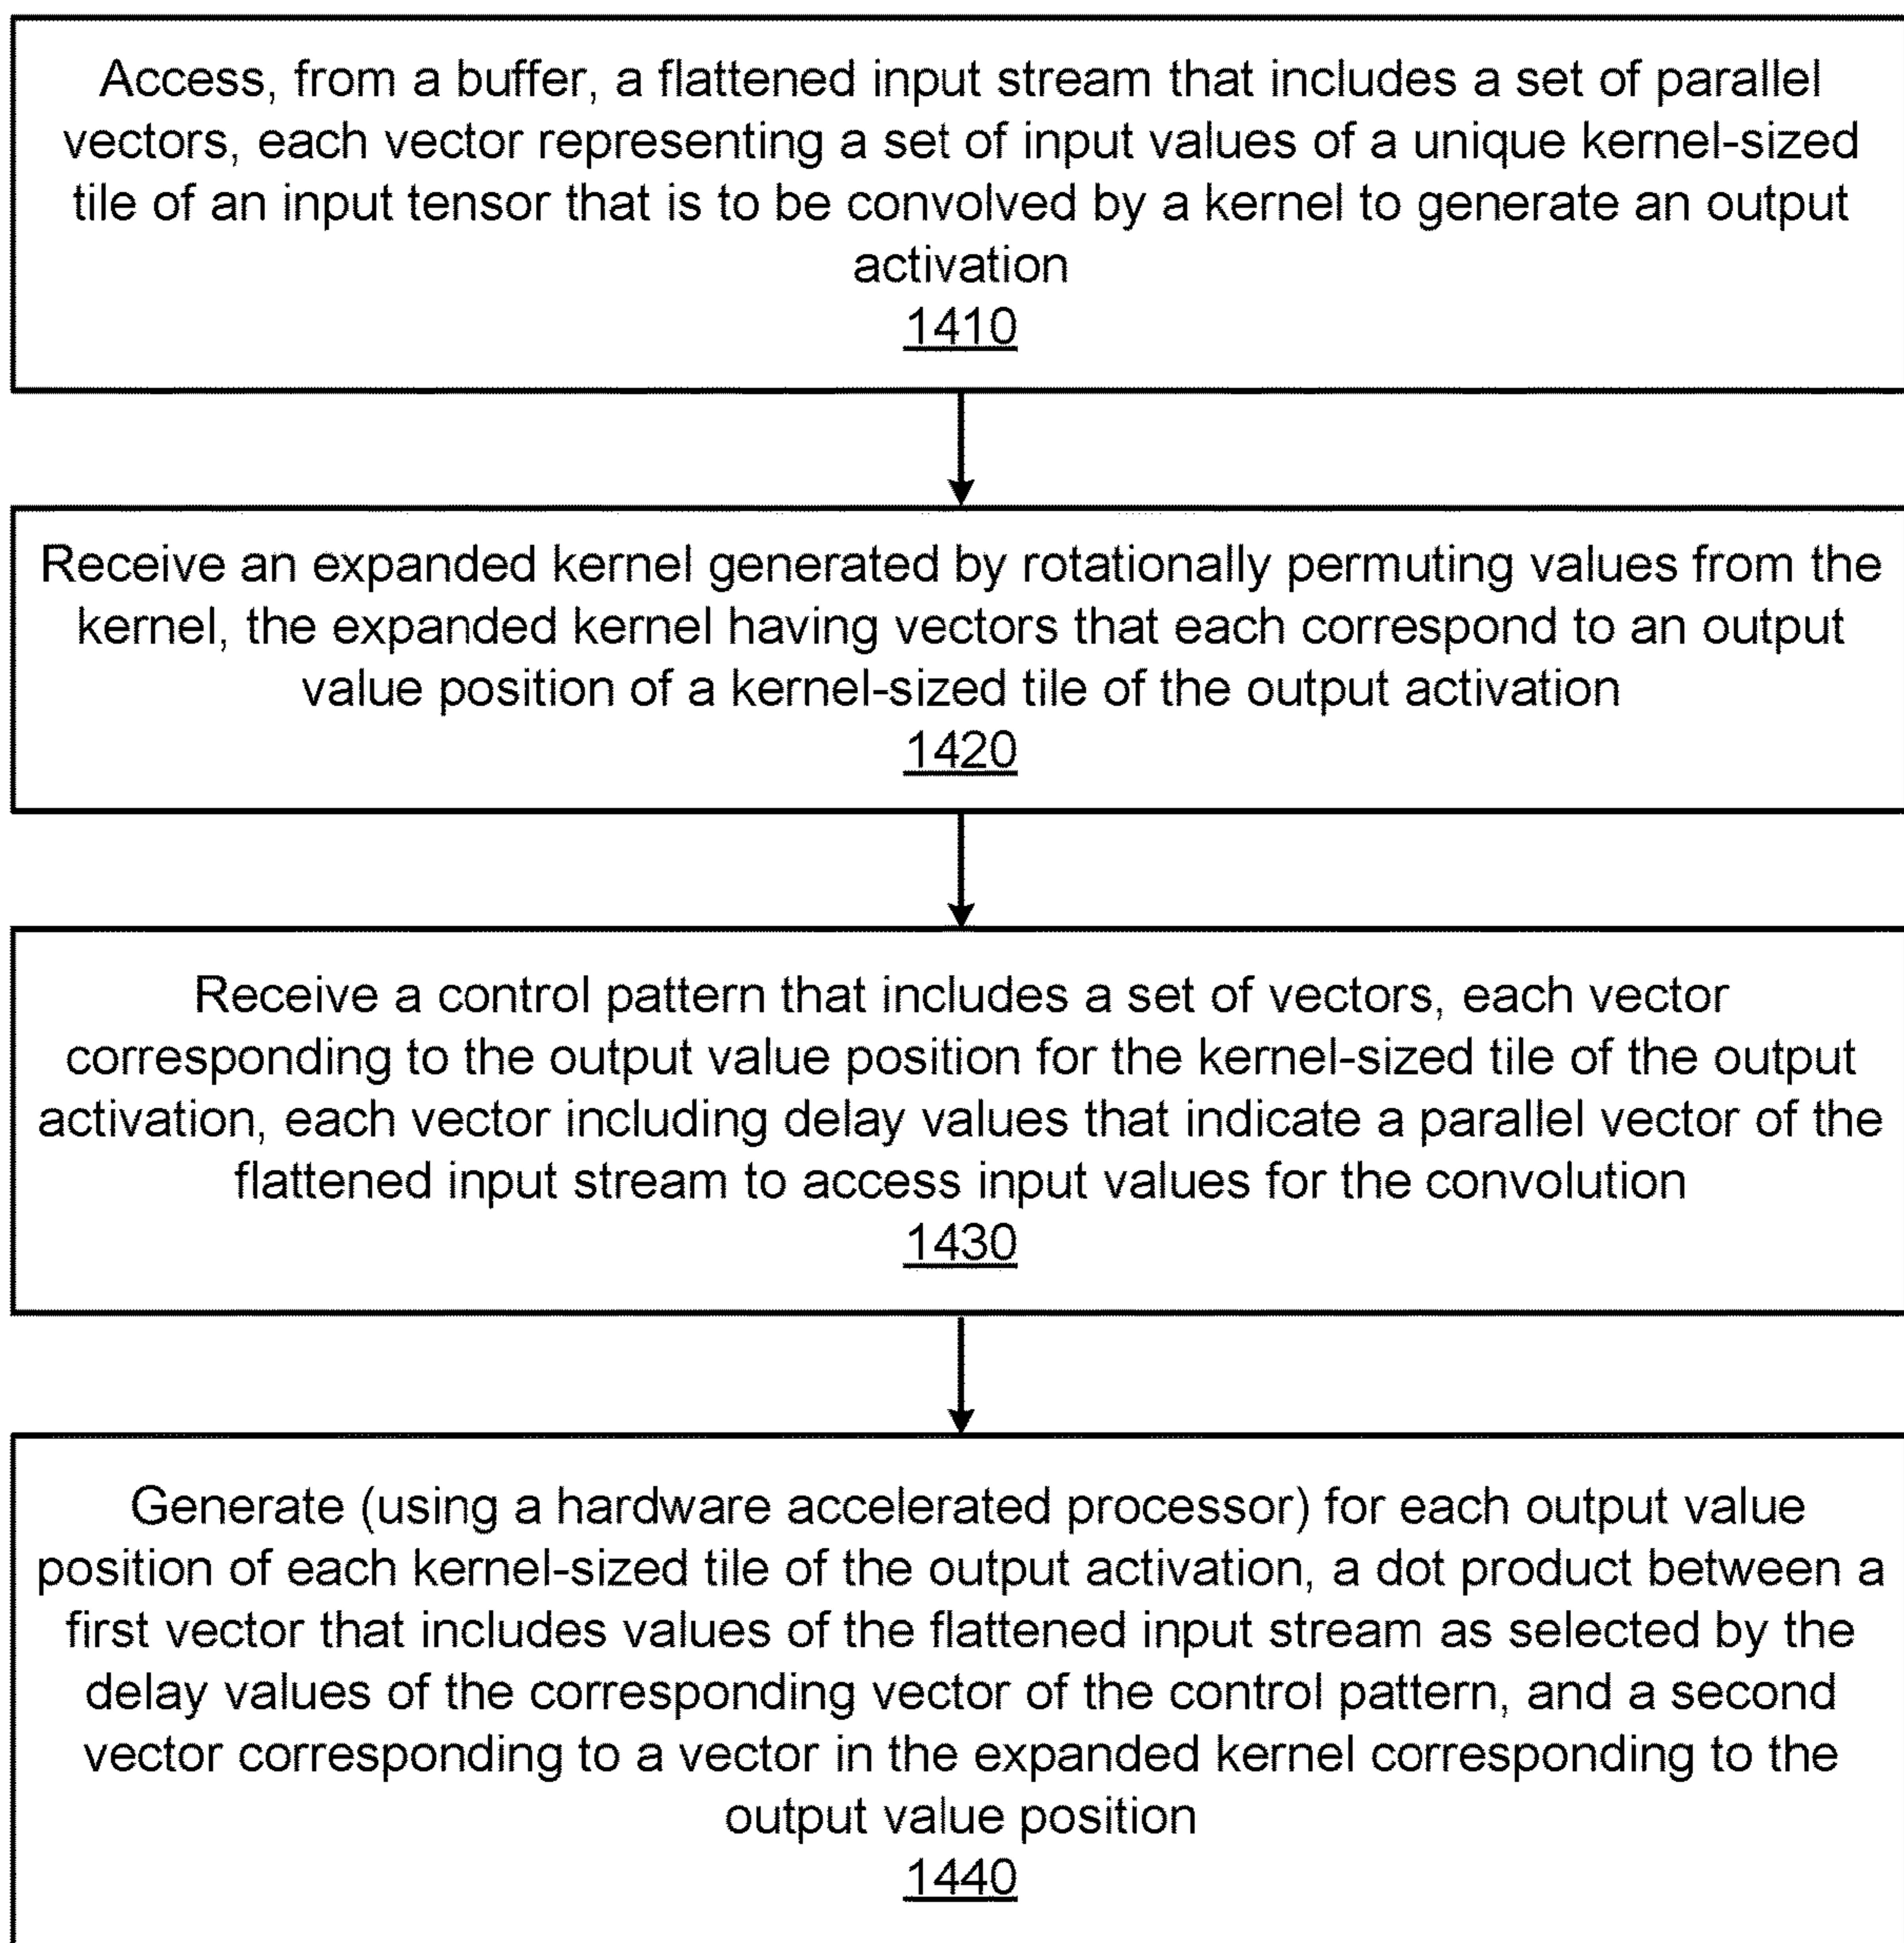 Access, from a buffer, a flattened input stream that includes a set of parallel
vectors, each vector representing a set of input values of a unique kernel-sized
tile of an input tensor that is to be convolved by a kernel to generate an output
activation
1410
Receive an expanded kernel generated by rotationally permuting values from the
kernel, the expanded kernel having vectors that each correspond to an output
value position of a kernel-sized tile of the output activation
1420
Receive a control pattern that includes a set of vectors, each vector
corresponding to the output value position for the kernel-sized tile of the output
activation, each vector including delay values that indicate a parallel vector of the
flattened input stream to access input values for the convolution
1430
Generate (using a hardware accelerated processor) for each output value
position of each kernel-sized tile of the output activation, a dot product between a
first vector that includes values of the flattened input stream as selected by the
delay values of the corresponding vector of the control pattern, and a second
vector corresponding to a vector in the expanded kernel corresponding to the
output value position
1440